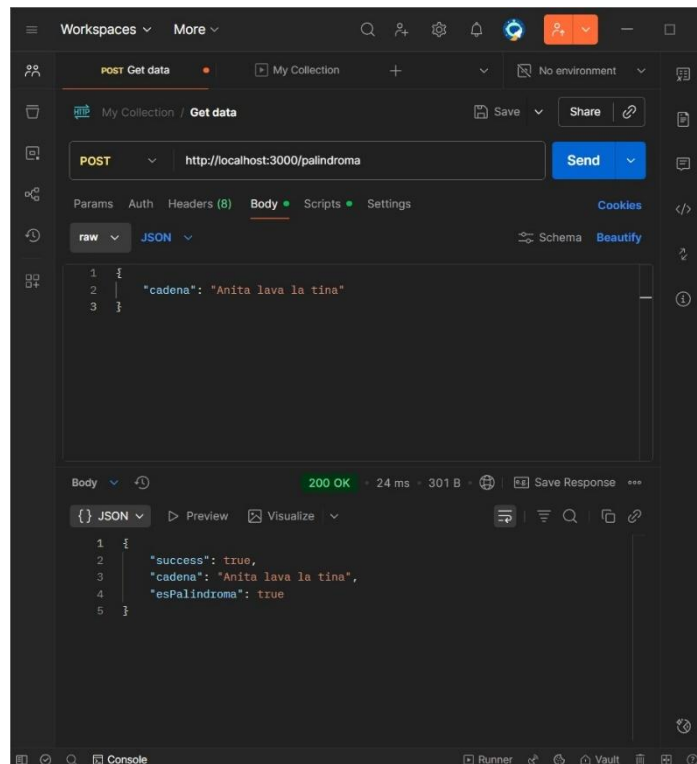 Workspaces More
POST Get data My Collection No environment
HTTP My Collection / Get data Save Share
POST http://localhost:3000/palindroma Send
Params Auth Headers (8) Body Scripts Settings Cookies
raw JSON Schema Beautify
1 {
2 "cadena": "Anita lava la tina"
3 }
Body 200 OK 24 ms 301 B Save Response
{} JSON Preview Visualize
1 {
2 "success": true,
3 "cadena": "Anita lava la tina",
4 "esPalindroma": true
5 }
Console Runner Vault